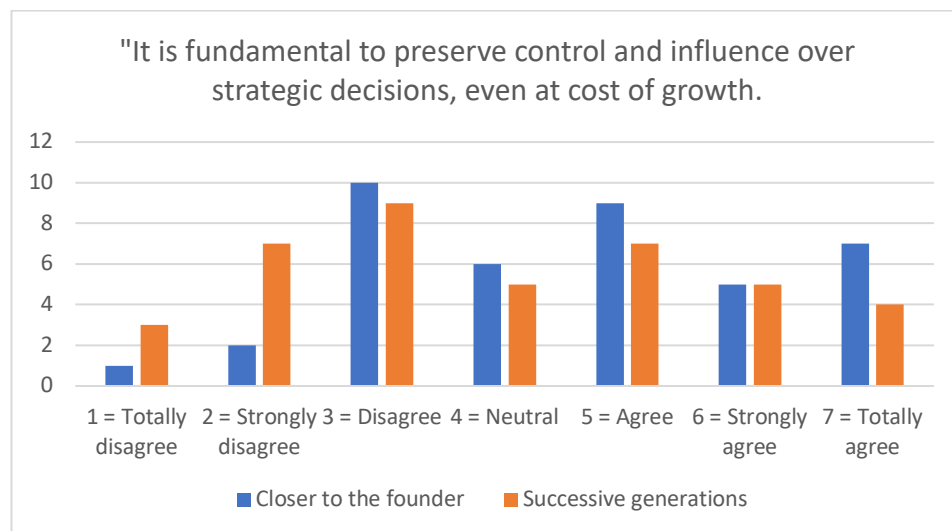 "It is fundamental to preserve control and influence over
strategic decisions, even at cost of growth.
12
10
8
6
4
2
0
1 = Totally disagree
2 = Strongly disagree
3 = Disagree
4 = Neutral
5 = Agree
6 = Strongly agree
7 = Totally agree
Closer to the founder
Successive generations